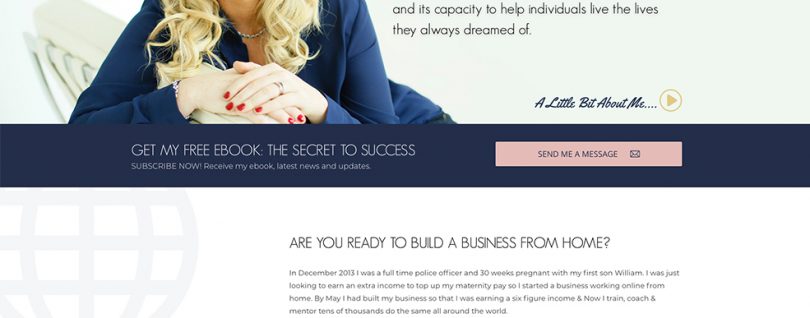 and its capacity to help individuals live the lives
they always dreamed of.
A Little Bit About Me....
GET MY FREE EBOOK: THE SECRET TO SUCCESS
SUBSCRIBE NOW! Receive my ebook, latest news and updates.
SEND ME A MESSAGE
ARE YOU READY TO BUILD A BUSINESS FROM HOME?
In December 2013 I was a full time police officer and 30 weeks pregnant with my first son William. I was just
looking to earn an extra income to top up my maternity pay so I started a business working online from
home. By May I had built my business so that I was earning a six figure income & Now I train, coach &
mentor tens of thousands do the same all around the world.